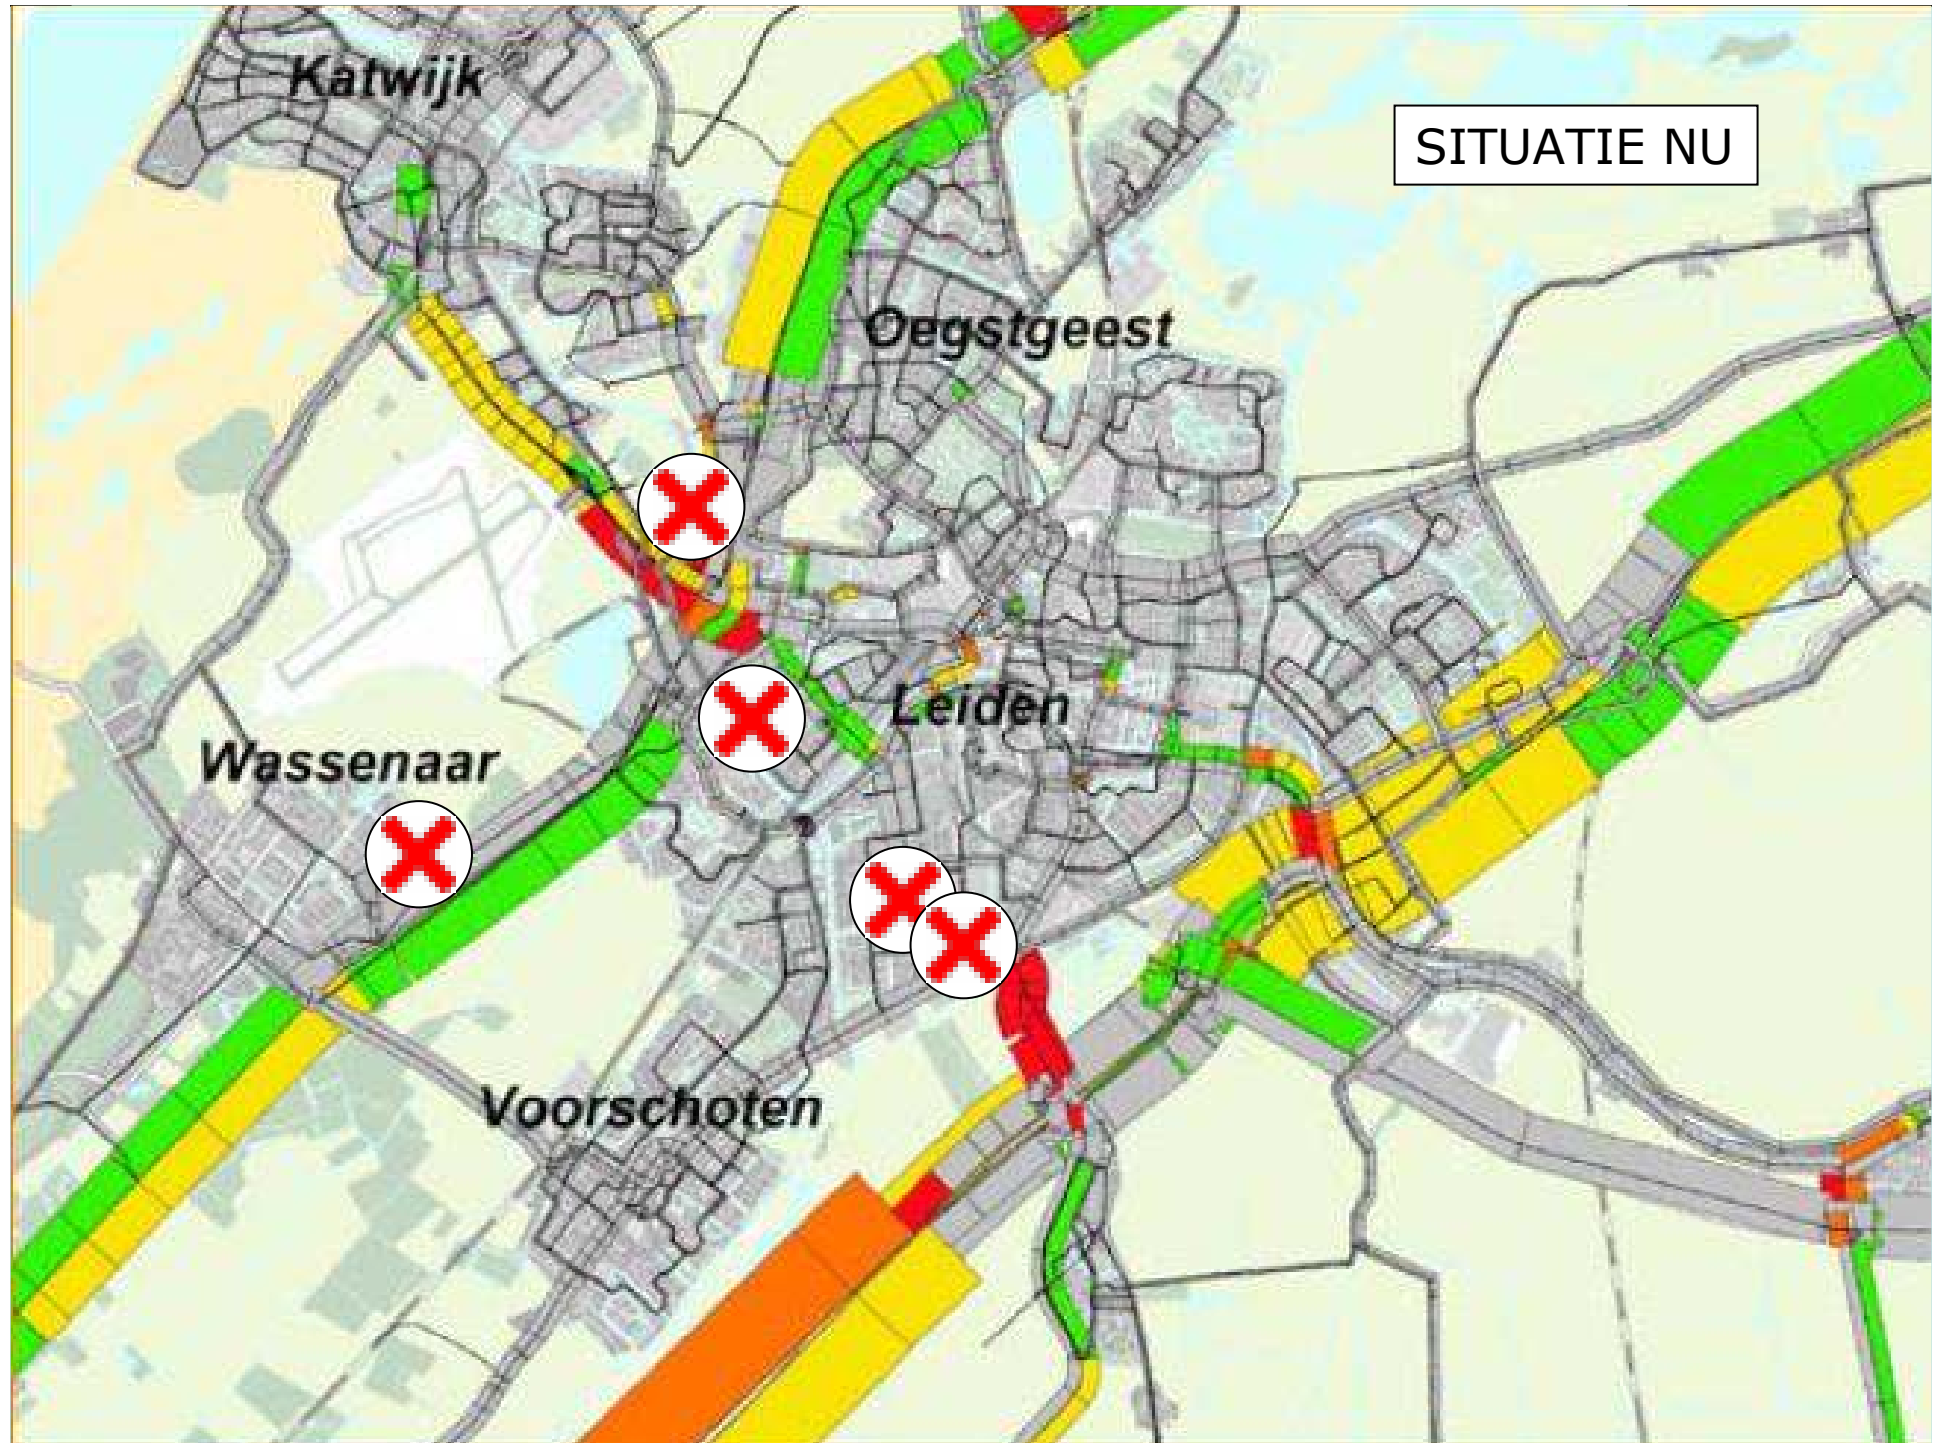 Katwijk
SITUATIE NU
Oegstgeest
Leiden
Wassenaar
Voorschoten